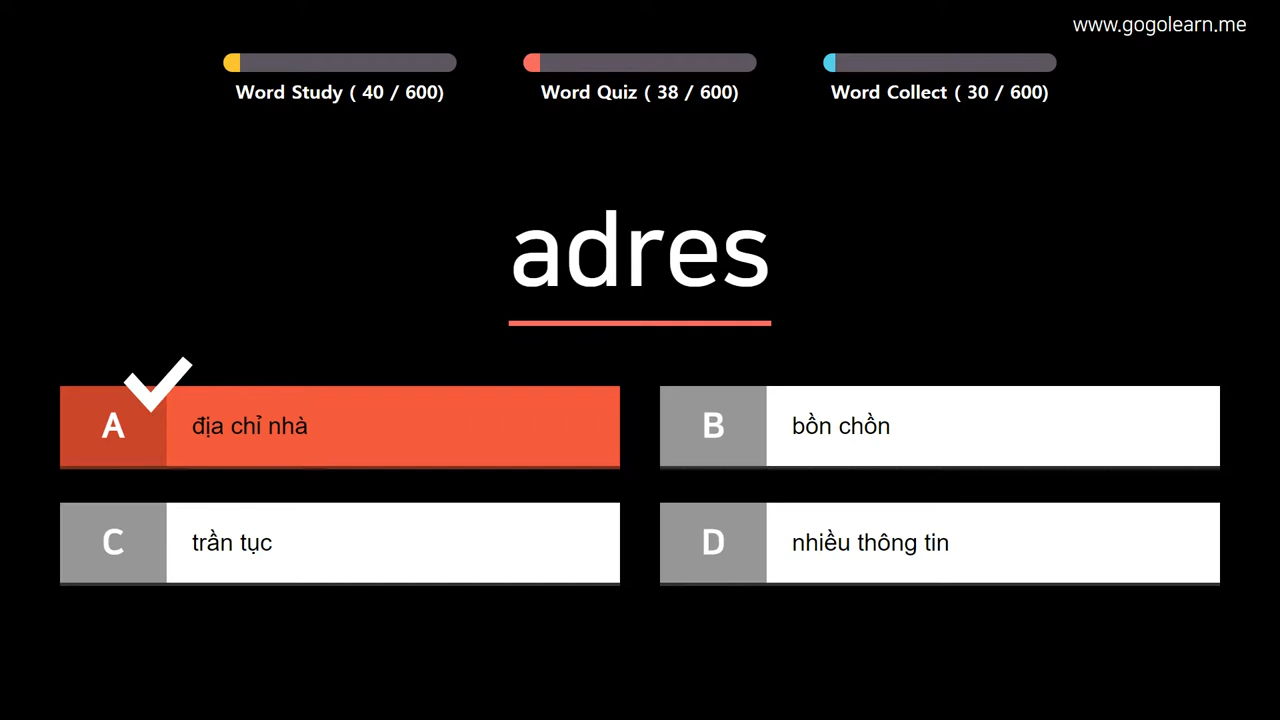 www.gogolearn.me
Word Study ( 40 / 600)
Word Quiz ( 38 / 600)
Word Collect ( 30 / 600)
adres
A địa chỉ nhà
B bồn chồn
C trần tục
D nhiều thông tin